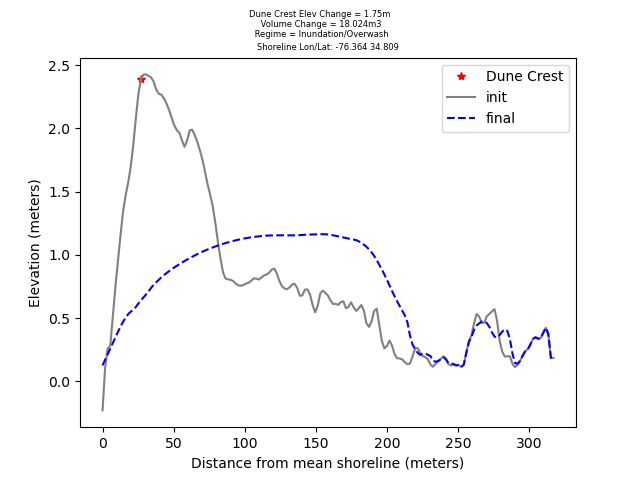 Dune Crest Elev Change = 1.75m
Volume Change = 18.024m3
Regime = Inundation/Overwash
Shoreline Lon/Lat: -76.364 34.809
Dune Crest
init
final
Elevation (meters)
2.5
2.0
1.5
1.0
0.5
0.0
0 50 100 150 200 250 300
Distance from mean shoreline (meters)